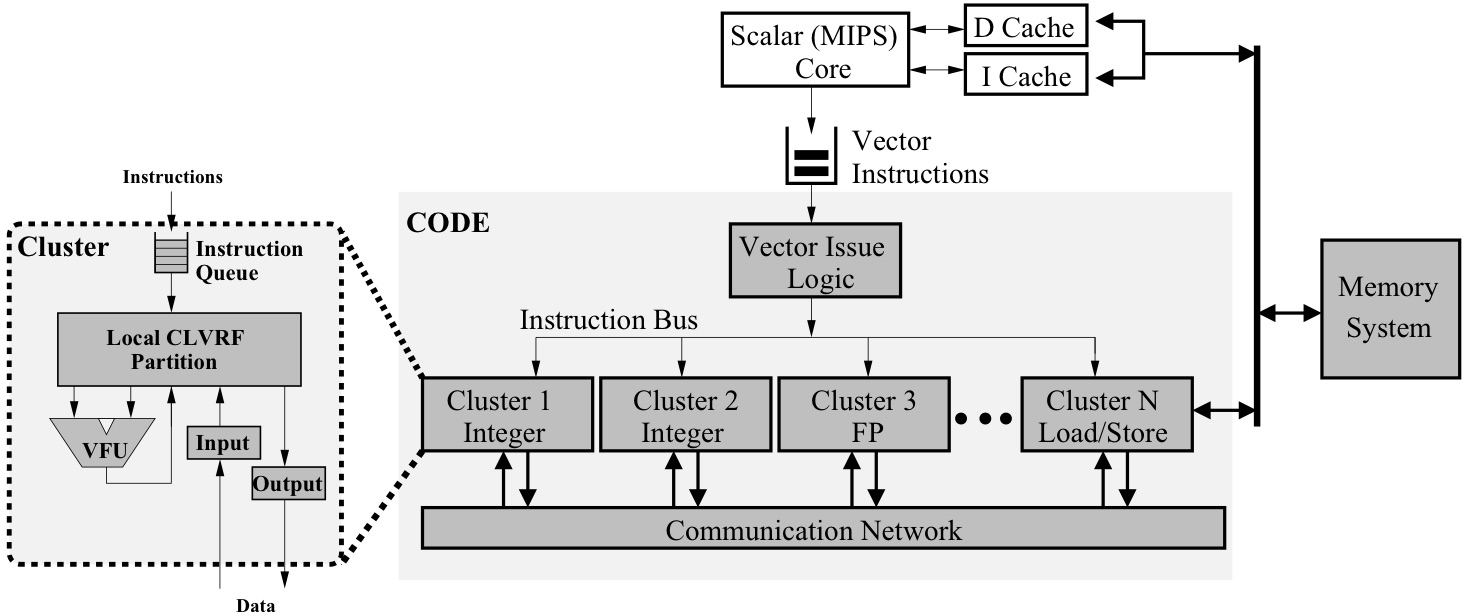 Scalar (MIPS)
Core
D Cache
I Cache
Vector
Instructions
Instructions
CODE
Cluster
Instruction
Queue
Vector Issue
Logic
Memory
System
Instruction Bus
Local CLVRF
Partition
Cluster 1
Integer
Cluster 2
Integer
Cluster 3
FP
Cluster N
Load/Store
VFU
Input
Output
Communication Network
Data